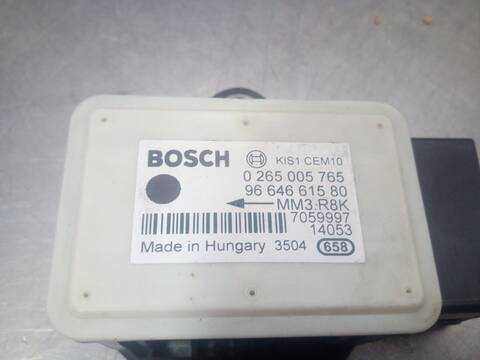 BOSCH KIS1 CEM10
0 265 005 765
96 646 615 80
MM3.R8K
7059997
14053
Made in Hungary 3504 658